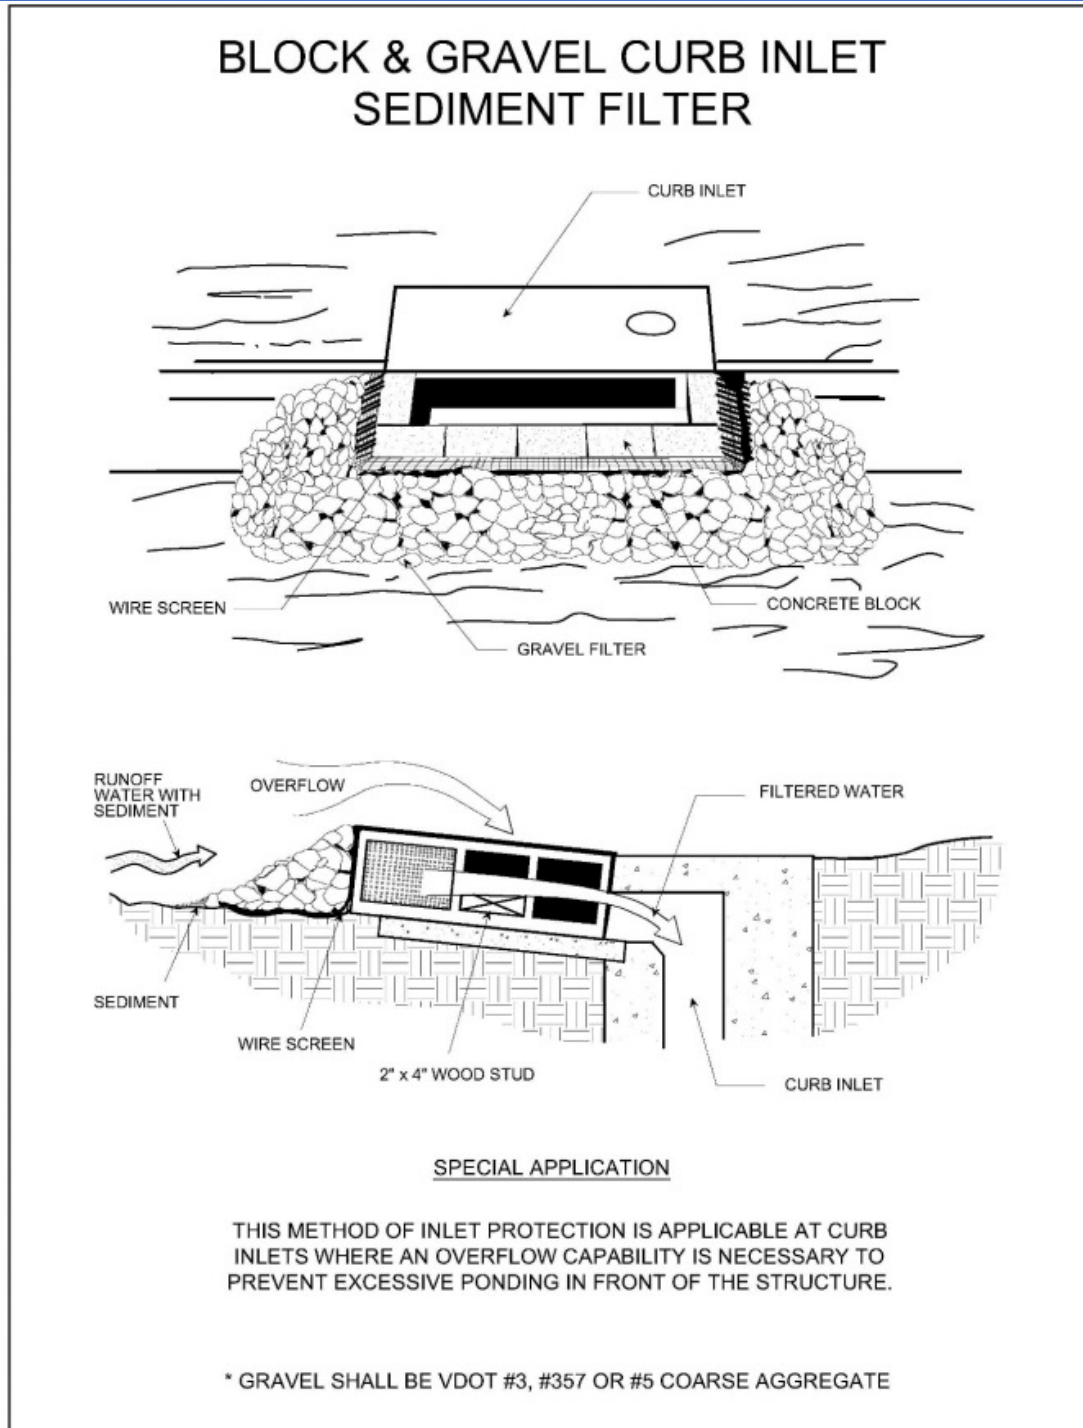 BLOCK & GRAVEL CURB INLET
SEDIMENT FILTER
CURB INLET
WIRE SCREEN
CONCRETE BLOCK
GRAVEL FILTER
RUNOFF
WATER WITH
SEDIMENT
OVERFLOW
FILTERED WATER
SEDIMENT
WIRE SCREEN
2" x 4" WOOD STUD
CURB INLET
SPECIAL APPLICATION
THIS METHOD OF INLET PROTECTION IS APPLICABLE AT CURB
INLETS WHERE AN OVERFLOW CAPABILITY IS NECESSARY TO
PREVENT EXCESSIVE PONDING IN FRONT OF THE STRUCTURE.
* GRAVEL SHALL BE VDOT #3, #357 OR #5 COARSE AGGREGATE